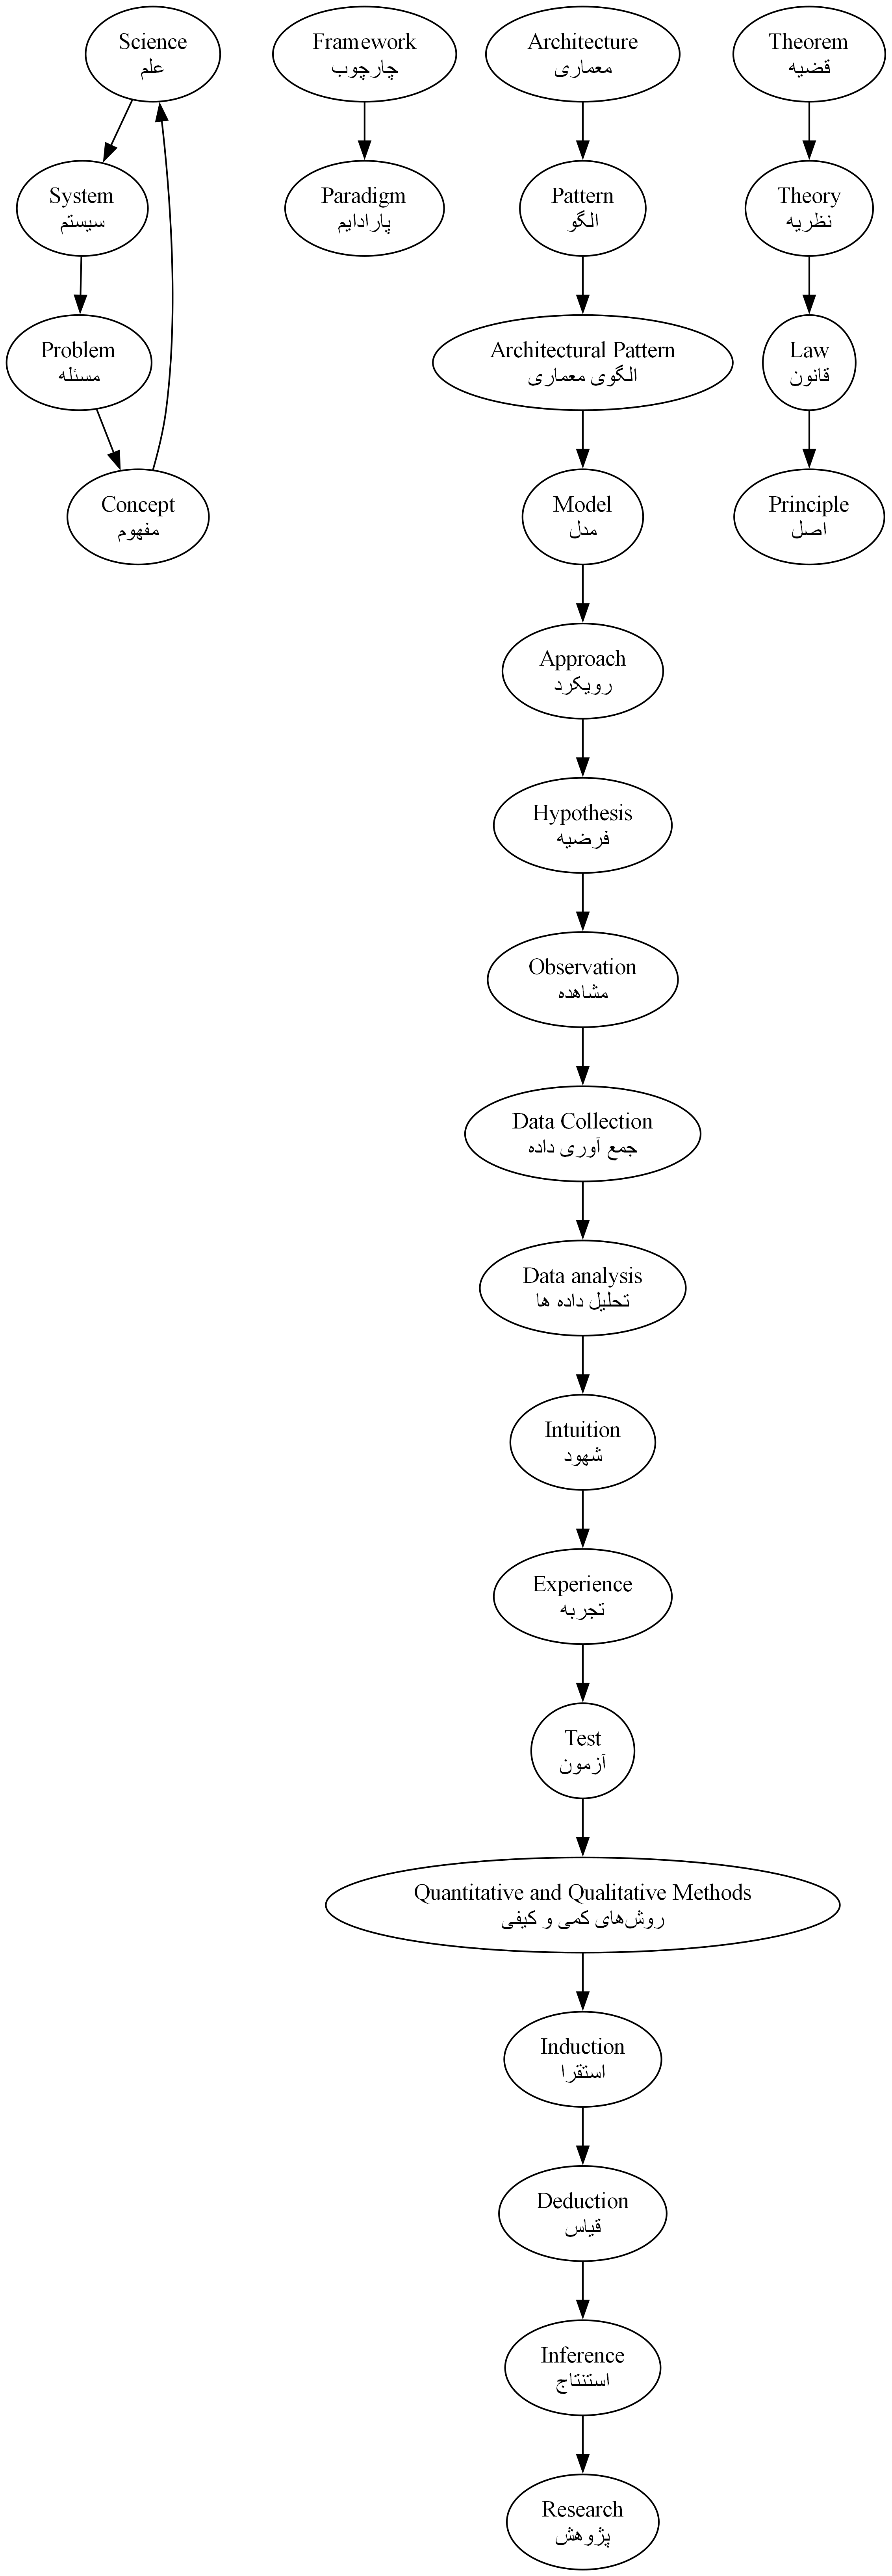 Science
علم
System
سیستم
Problem
مسئله
Concept
مفهوم
Framework
چارچوب
Paradigm
پارادایم
Architecture
معماری
Pattern
الگو
Architectural Pattern
الگوی معماری
Model
مدل
Approach
رویکرد
Hypothesis
فرضیه
Observation
مشاهده
Data Collection
جمع آوری داده
Data analysis
تحلیل داده ها
Intuition
شهود
Experience
تجربه
Test
آزمون
Quantitative and Qualitative Methods
روش‌های کمی و کیفی
Induction
استقرا
Deduction
قیاس
Inference
استنتاج
Research
پژوهش
Theorem
قضیه
Theory
نظریه
Law
قانون
Principle
اصل